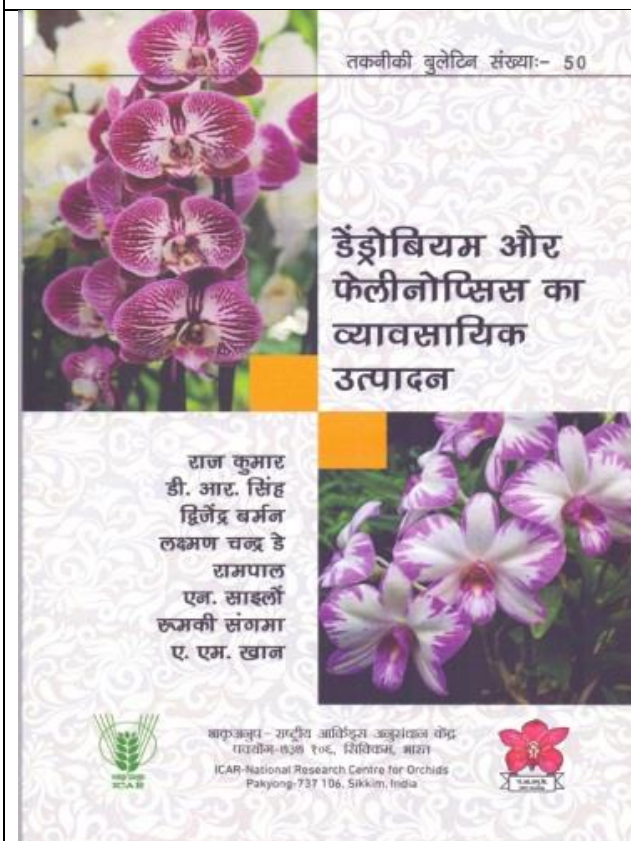 तकनीकी बुलेटिन संख्याः- 50
डेंड्रोबियम और
फेलीनोप्सिस का
व्यावसायिक
उत्पादन
राज कुमार
डी. आर. सिंह
द्विजेंद्र बर्मन
लक्ष्मण चन्द्र डे
रामपाल
एन. साइलों
रूमकी संगमा
ए. एम. खान
भाकृअनुप - राष्ट्रीय आर्किड्स अनुसंधान केंद्र
पाक्योंग-७३७ १०६, सिक्किम, भारत
ICAR-National Research Centre for Orchids
Pakyong-737 106, Sikkim, India
ICAR